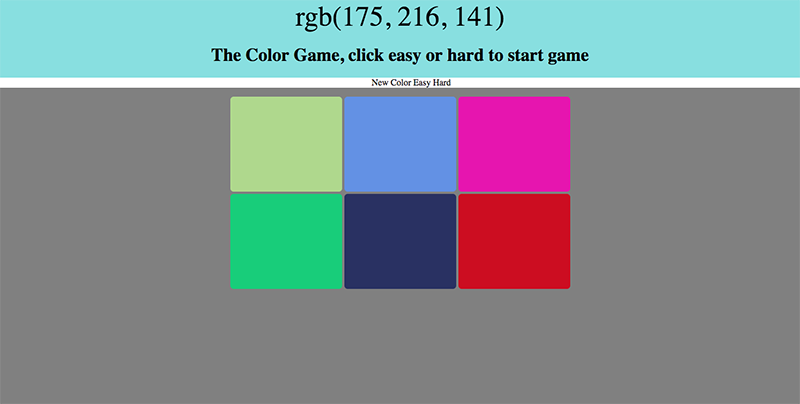 rgb(175, 216, 141)
The Color Game, click easy or hard to start game
New Color Easy Hard